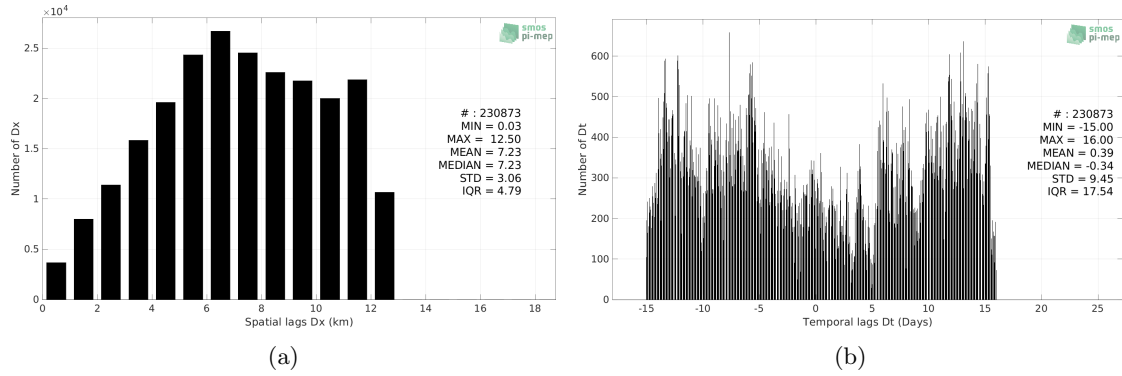 ×10⁴
2.5
2
1.5
1
0.5
0
0 2 4 6 8 10 12 14 16 18
Number of Dx
Spatial lags Dx (km)
smos
pi-mep
# : 230873
MIN = 0.03
MAX = 12.50
MEAN = 7.23
MEDIAN = 7.23
STD = 3.06
IQR = 4.79
(a)
600
500
400
300
200
100
0
-15 -10 -5 0 5 10 15 20 25
Number of Dt
Temporal lags Dt (Days)
smos
pi-mep
# : 230873
MIN = -15.00
MAX = 16.00
MEAN = 0.39
MEDIAN = -0.34
STD = 9.45
IQR = 17.54
(b)